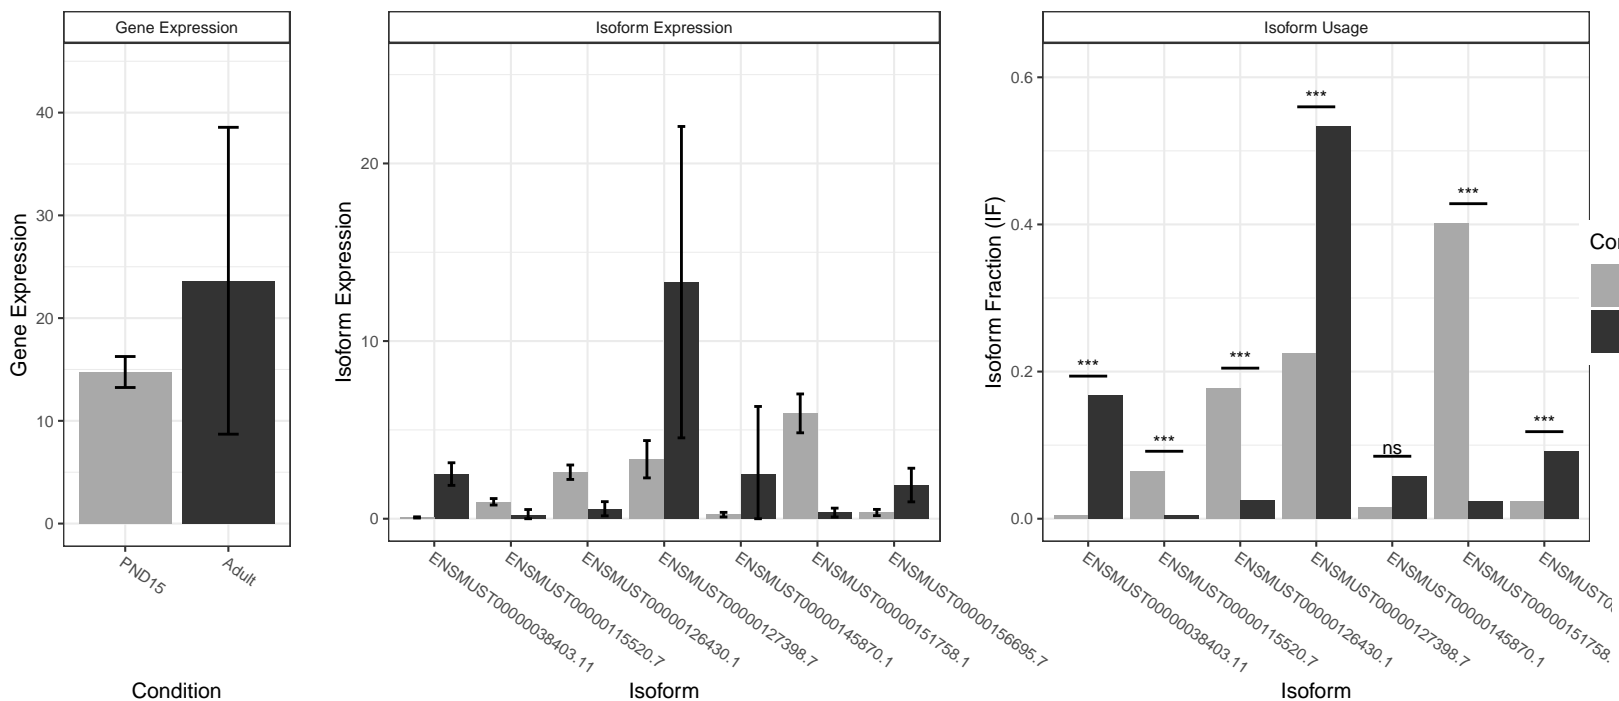 Gene Expression
Isoform Expression
Isoform Usage
Gene Expression
0
10
20
30
40
PND15
Adult
Condition
Isoform Expression
0
10
20
ENSMUST00000038403.11
ENSMUST00000115520.7
ENSMUST00000126430.1
ENSMUST00000127398.7
ENSMUST00000145870.1
ENSMUST00000151758.1
ENSMUST00000156695.7
Isoform
Isoform Fraction (IF)
0.0
0.2
0.4
0.6
***
***
***
***
ns
***
***
ENSMUST00000038403.11
ENSMUST00000115520.7
ENSMUST00000126430.1
ENSMUST00000127398.7
ENSMUST00000145870.1
ENSMUST00000151758.
ENSMUST0
Isoform
Con